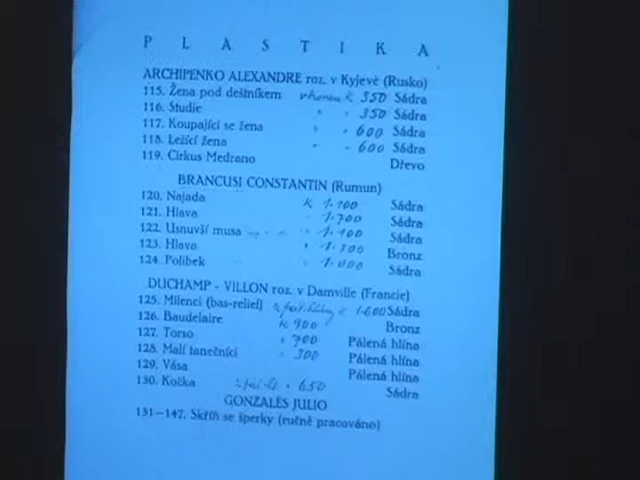 PLASTIKA
ARCHIPENKO ALEXANDRE roz. v Kyjevě (Rusko)
115. Žena pod deštníkem K 350 Sádra
116. Studie " " 350 Sádra
117. Koupající se žena " " 600 Sádra
118. Ležící žena " " 600 Sádra
119. Cirkus Medrano Dřevo
BRANCUSI CONSTANTIN (Rumun)
120. Najada K 1.100 Sádra
121. Hlava 1.700 Sádra
122. Usnuvší musa 1.100 Sádra
123. Hlava 1.300 Bronz
124. Polibek 1.000 Sádra
DUCHAMP - VILLON roz. v Damville (Francie)
125. Milenci (bas-relief) K 1.600 Sádra
126. Baudelaire K 900 Bronz
127. Torso " 700 Pálená hlína
128. Malí tanečníci " 300 Pálená hlína
129. Vása Pálená hlína
130. Kočka " 650 Sádra
GONZALÈS JULIO
131—147. Skříň se šperky (ručně pracováno)